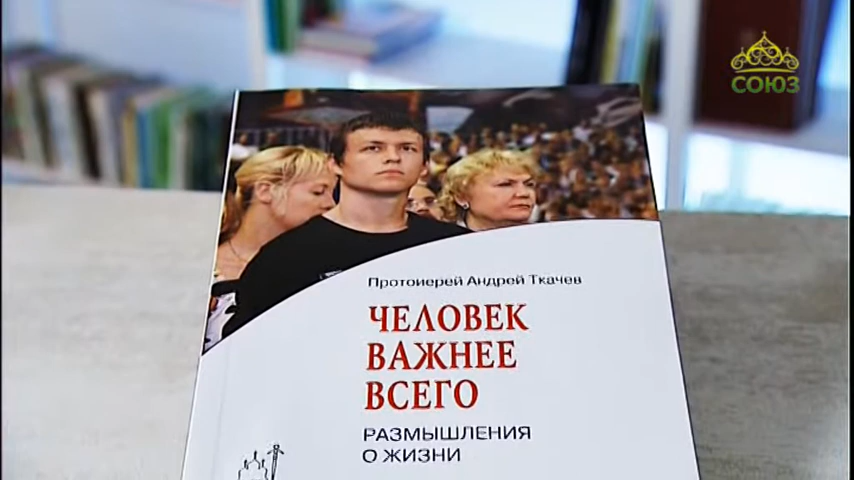 СОЮЗ
Протоиерей Андрей Ткачев
ЧЕЛОВЕК
ВАЖНЕЕ
ВСЕГО
РАЗМЫШЛЕНИЯ
О ЖИЗНИ